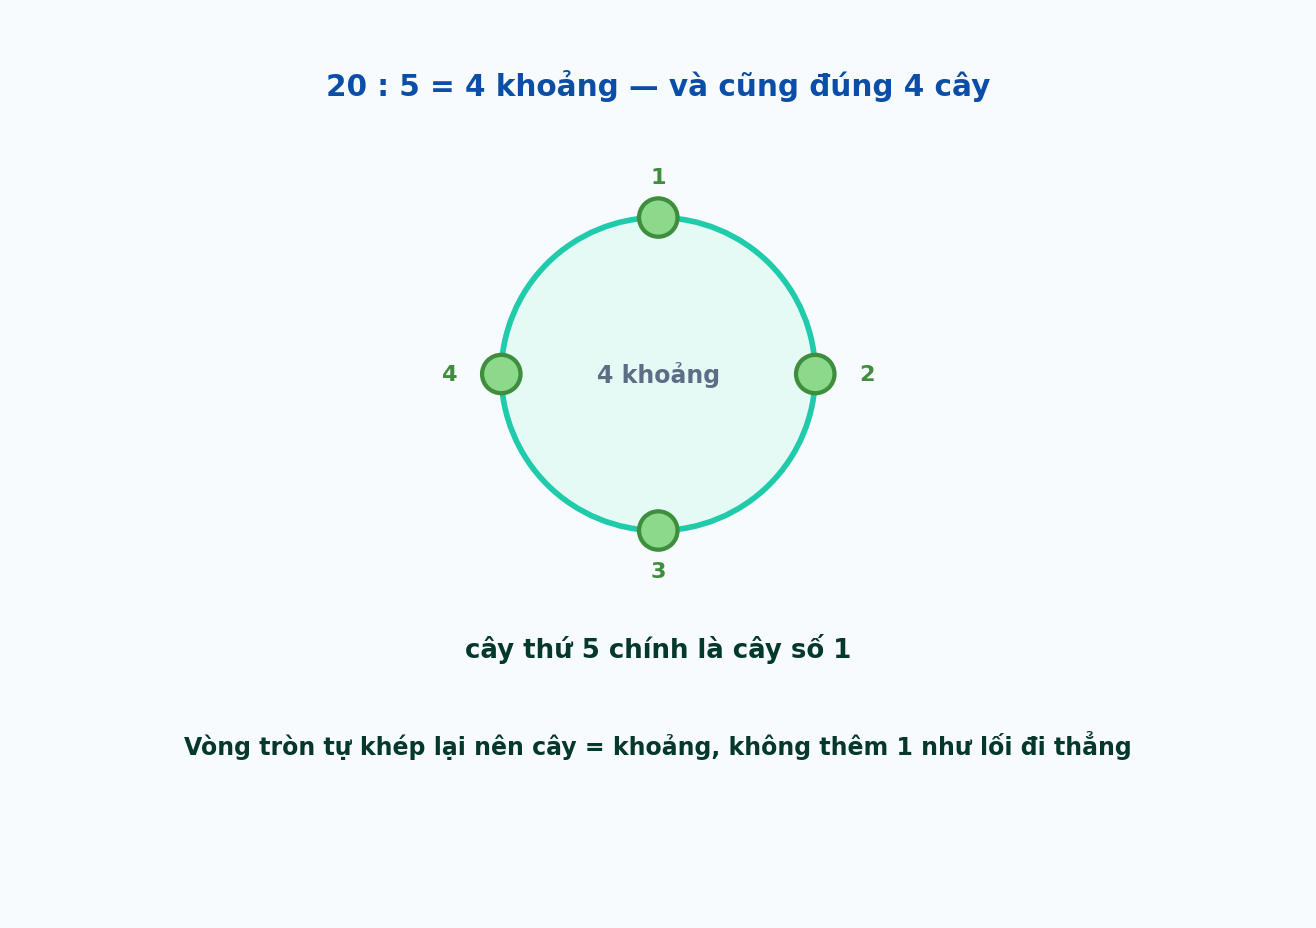 20 : 5 = 4 khoảng — và cũng đúng 4 cây
1
4
4 khoảng
2
3
cây thứ 5 chính là cây số 1
Vòng tròn tự khép lại nên cây = khoảng, không thêm 1 như lối đi thẳng